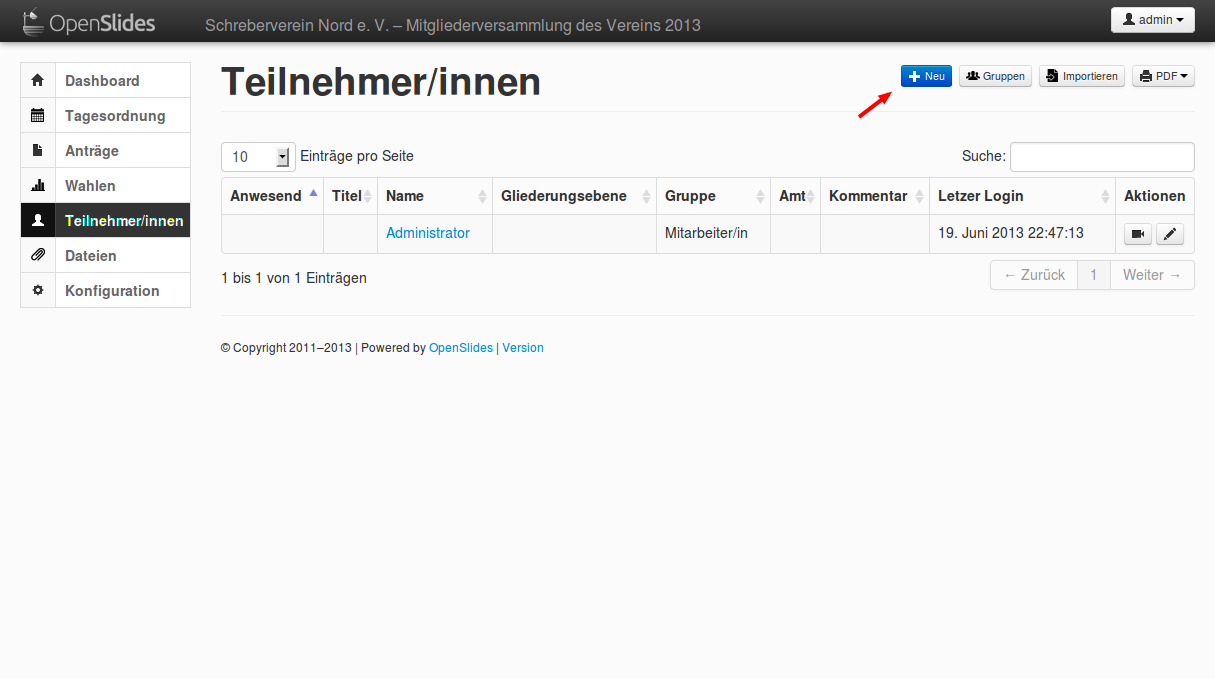 OpenSlides
Schreberverein Nord e. V. – Mitgliederversammlung des Vereins 2013
admin
Dashboard
Tagesordnung
Anträge
Wahlen
Teilnehmer/innen
Dateien
Konfiguration
Teilnehmer/innen
Neu Gruppen Importieren PDF
10 Einträge pro Seite
Suche:
Anwesend Titel Name Gliederungsebene Gruppe Amt Kommentar Letzer Login Aktionen
Administrator Mitarbeiter/in 19. Juni 2013 22:47:13
1 bis 1 von 1 Einträgen
← Zurück 1 Weiter →
© Copyright 2011–2013 | Powered by OpenSlides | Version